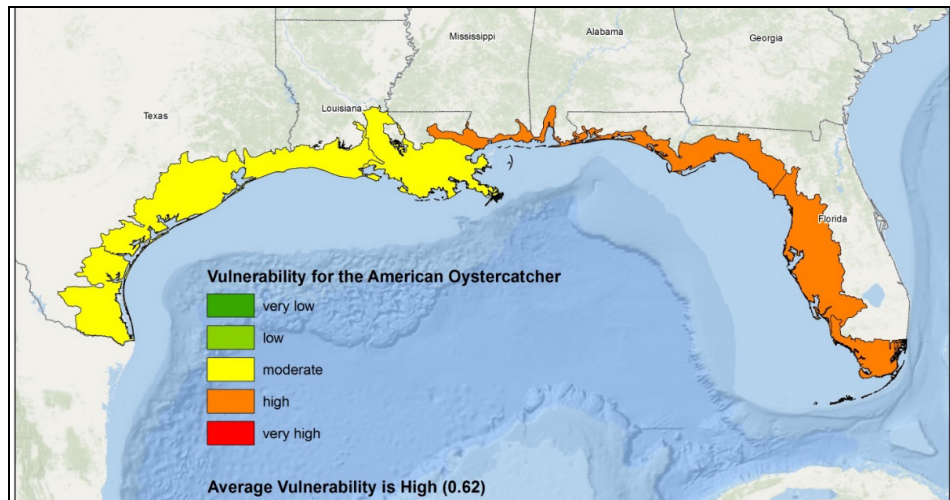 Mississippi
Alabama
Georgia
Texas
Louisiana
Florida
Vulnerability for the American Oystercatcher
very low
low
moderate
high
very high
Average Vulnerability is High (0.62)